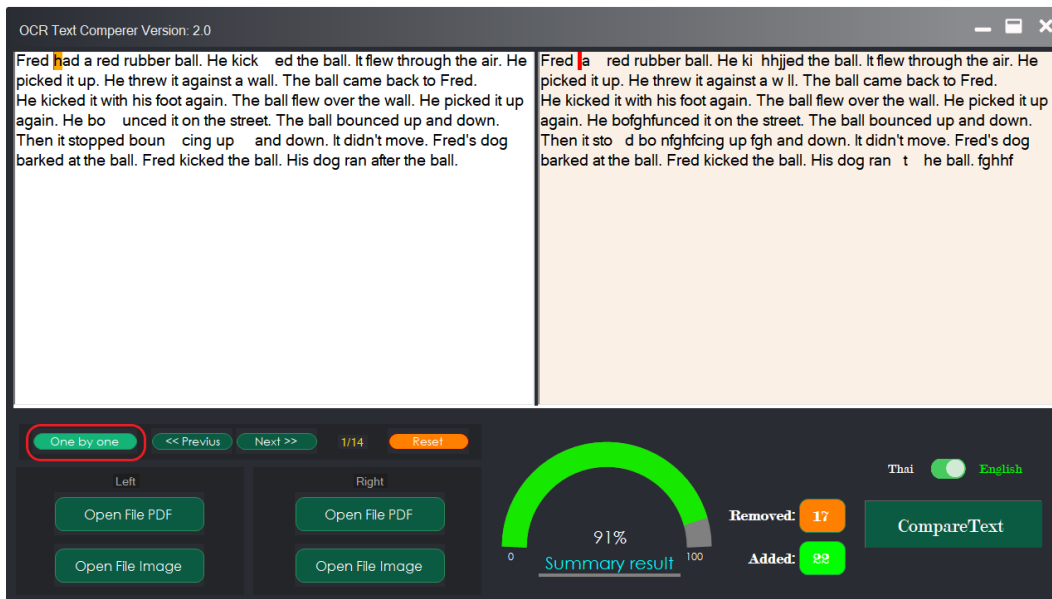 OCR Text Comperer Version: 2.0
Fred had a red rubber ball. He kick    ed the ball. It flew through the air. He
picked it up. He threw it against a wall. The ball came back to Fred.
He kicked it with his foot again. The ball flew over the wall. He picked it up
again. He bo    unced it on the street. The ball bounced up and down.
Then it stopped boun    cing up     and down. It didn't move. Fred's dog
barked at the ball. Fred kicked the ball. His dog ran after the ball.
Fred  a    red rubber ball. He ki  hhjjed the ball. It flew through the air. He
picked it up. He threw it against a w ll. The ball came back to Fred.
He kicked it with his foot again. The ball flew over the wall. He picked it up
again. He bofghfunced it on the street. The ball bounced up and down.
Then it sto   d bo nfghfcing up fgh and down. It didn't move. Fred's dog
barked at the ball. Fred kicked the ball. His dog ran   t    he ball. fghhf
One by one
<< Previus
Next >>
1/14
Reset
Left
Right
Open File PDF
Open File PDF
Open File Image
Open File Image
91%
0
100
Summary result
Removed: 17
Added: 22
Thai
English
CompareText